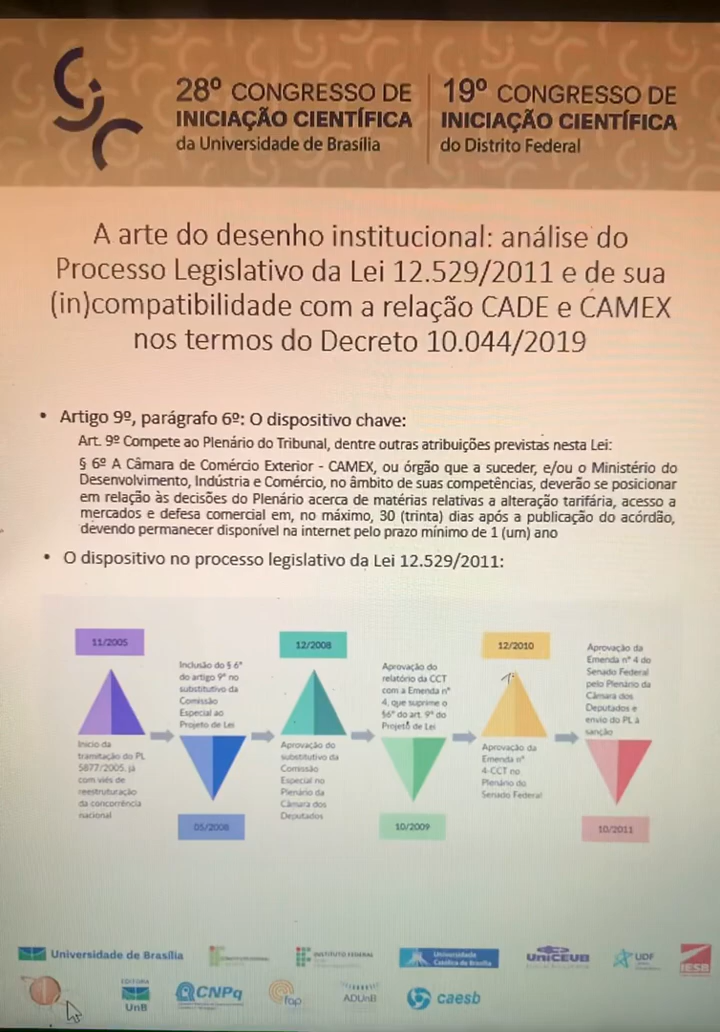 28º CONGRESSO DE
INICIAÇÃO CIENTÍFICA
da Universidade de Brasília
19º CONGRESSO DE
INICIAÇÃO CIENTÍFICA
do Distrito Federal
A arte do desenho institucional: análise do
Processo Legislativo da Lei 12.529/2011 e de sua
(in)compatibilidade com a relação CADE e CAMEX
nos termos do Decreto 10.044/2019
• Artigo 9º, parágrafo 6º: O dispositivo chave:
Art. 9º Compete ao Plenário do Tribunal, dentre outras atribuições previstas nesta Lei:
§ 6º A Câmara de Comércio Exterior - CAMEX, ou órgão que a suceder, e/ou o Ministério do
Desenvolvimento, Indústria e Comércio, no âmbito de suas competências, deverão se posicionar
em relação às decisões do Plenário acerca de matérias relativas a alteração tarifária, acesso a
mercados e defesa comercial em, no máximo, 30 (trinta) dias após a publicação do acórdão,
devendo permanecer disponível na internet pelo prazo mínimo de 1 (um) ano
• O dispositivo no processo legislativo da Lei 12.529/2011:
11/2005
Início da
tramitação do PL
5877/2005, já
com viés de
reestruturação
da concorrência
nacional
Inclusão do § 6º
do artigo 9º no
substitutivo da
Comissão
Especial ao
Projeto de Lei
05/2008
12/2008
Aprovação do
substitutivo da
Comissão
Especial no
Plenário da
Câmara dos
Deputados
Aprovação do
relatório da CCT
com a Emenda nº
4, que suprime o
§6º do art. 9º do
Projeto de Lei
10/2009
12/2010
Aprovação da
Emenda nº
4-CCT no
Plenário do
Senado Federal
Aprovação da
Emenda nº 4 do
Senado Federal
pelo Plenário da
Câmara dos
Deputados e
envio do PL à
sanção
10/2011
Universidade de Brasília
INSTITUTO FEDERAL
Universidade
Católica de Brasília
UniCEUB
UDF
IESB
EDITORA
UnB
CNPq
fap
ADUnB
caesb